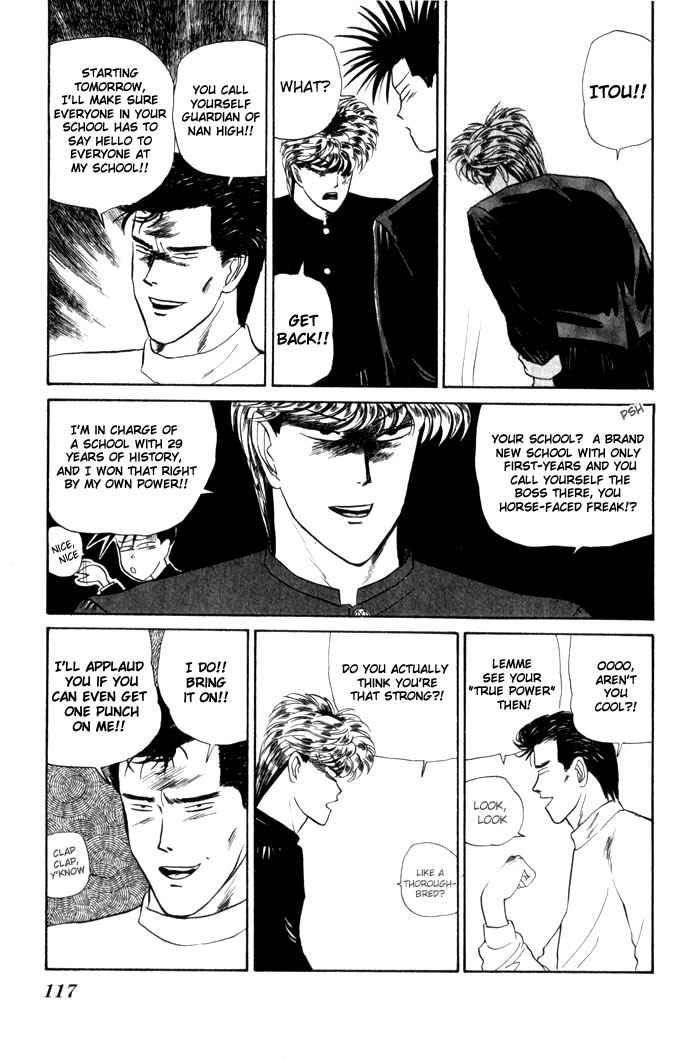 ITOU!!
WHAT?
GET
BACK!!
YOU CALL
YOURSELF
GUARDIAN OF
NAN HIGH!!
STARTING
TOMORROW,
I'LL MAKE SURE
EVERYONE IN YOUR
SCHOOL HAS TO
SAY HELLO TO
EVERYONE AT
MY SCHOOL!!
PSH
YOUR SCHOOL? A BRAND
NEW SCHOOL WITH ONLY
FIRST-YEARS AND YOU
CALL YOURSELF THE
BOSS THERE, YOU
HORSE-FACED FREAK!?
I'M IN CHARGE OF
A SCHOOL WITH 29
YEARS OF HISTORY,
AND I WON THAT RIGHT
BY MY OWN POWER!!
NICE,
NICE
OOOO,
AREN'T
YOU
COOL?!
LEMME
SEE YOUR
"TRUE POWER"
THEN!
LOOK,
LOOK
DO YOU ACTUALLY
THINK YOU'RE
THAT STRONG?!
LIKE A
THOROUGH-
BRED?
I DO!!
BRING
IT ON!!
I'LL APPLAUD
YOU IF YOU
CAN EVEN GET
ONE PUNCH
ON ME!!
CLAP
CLAP,
Y'KNOW
117